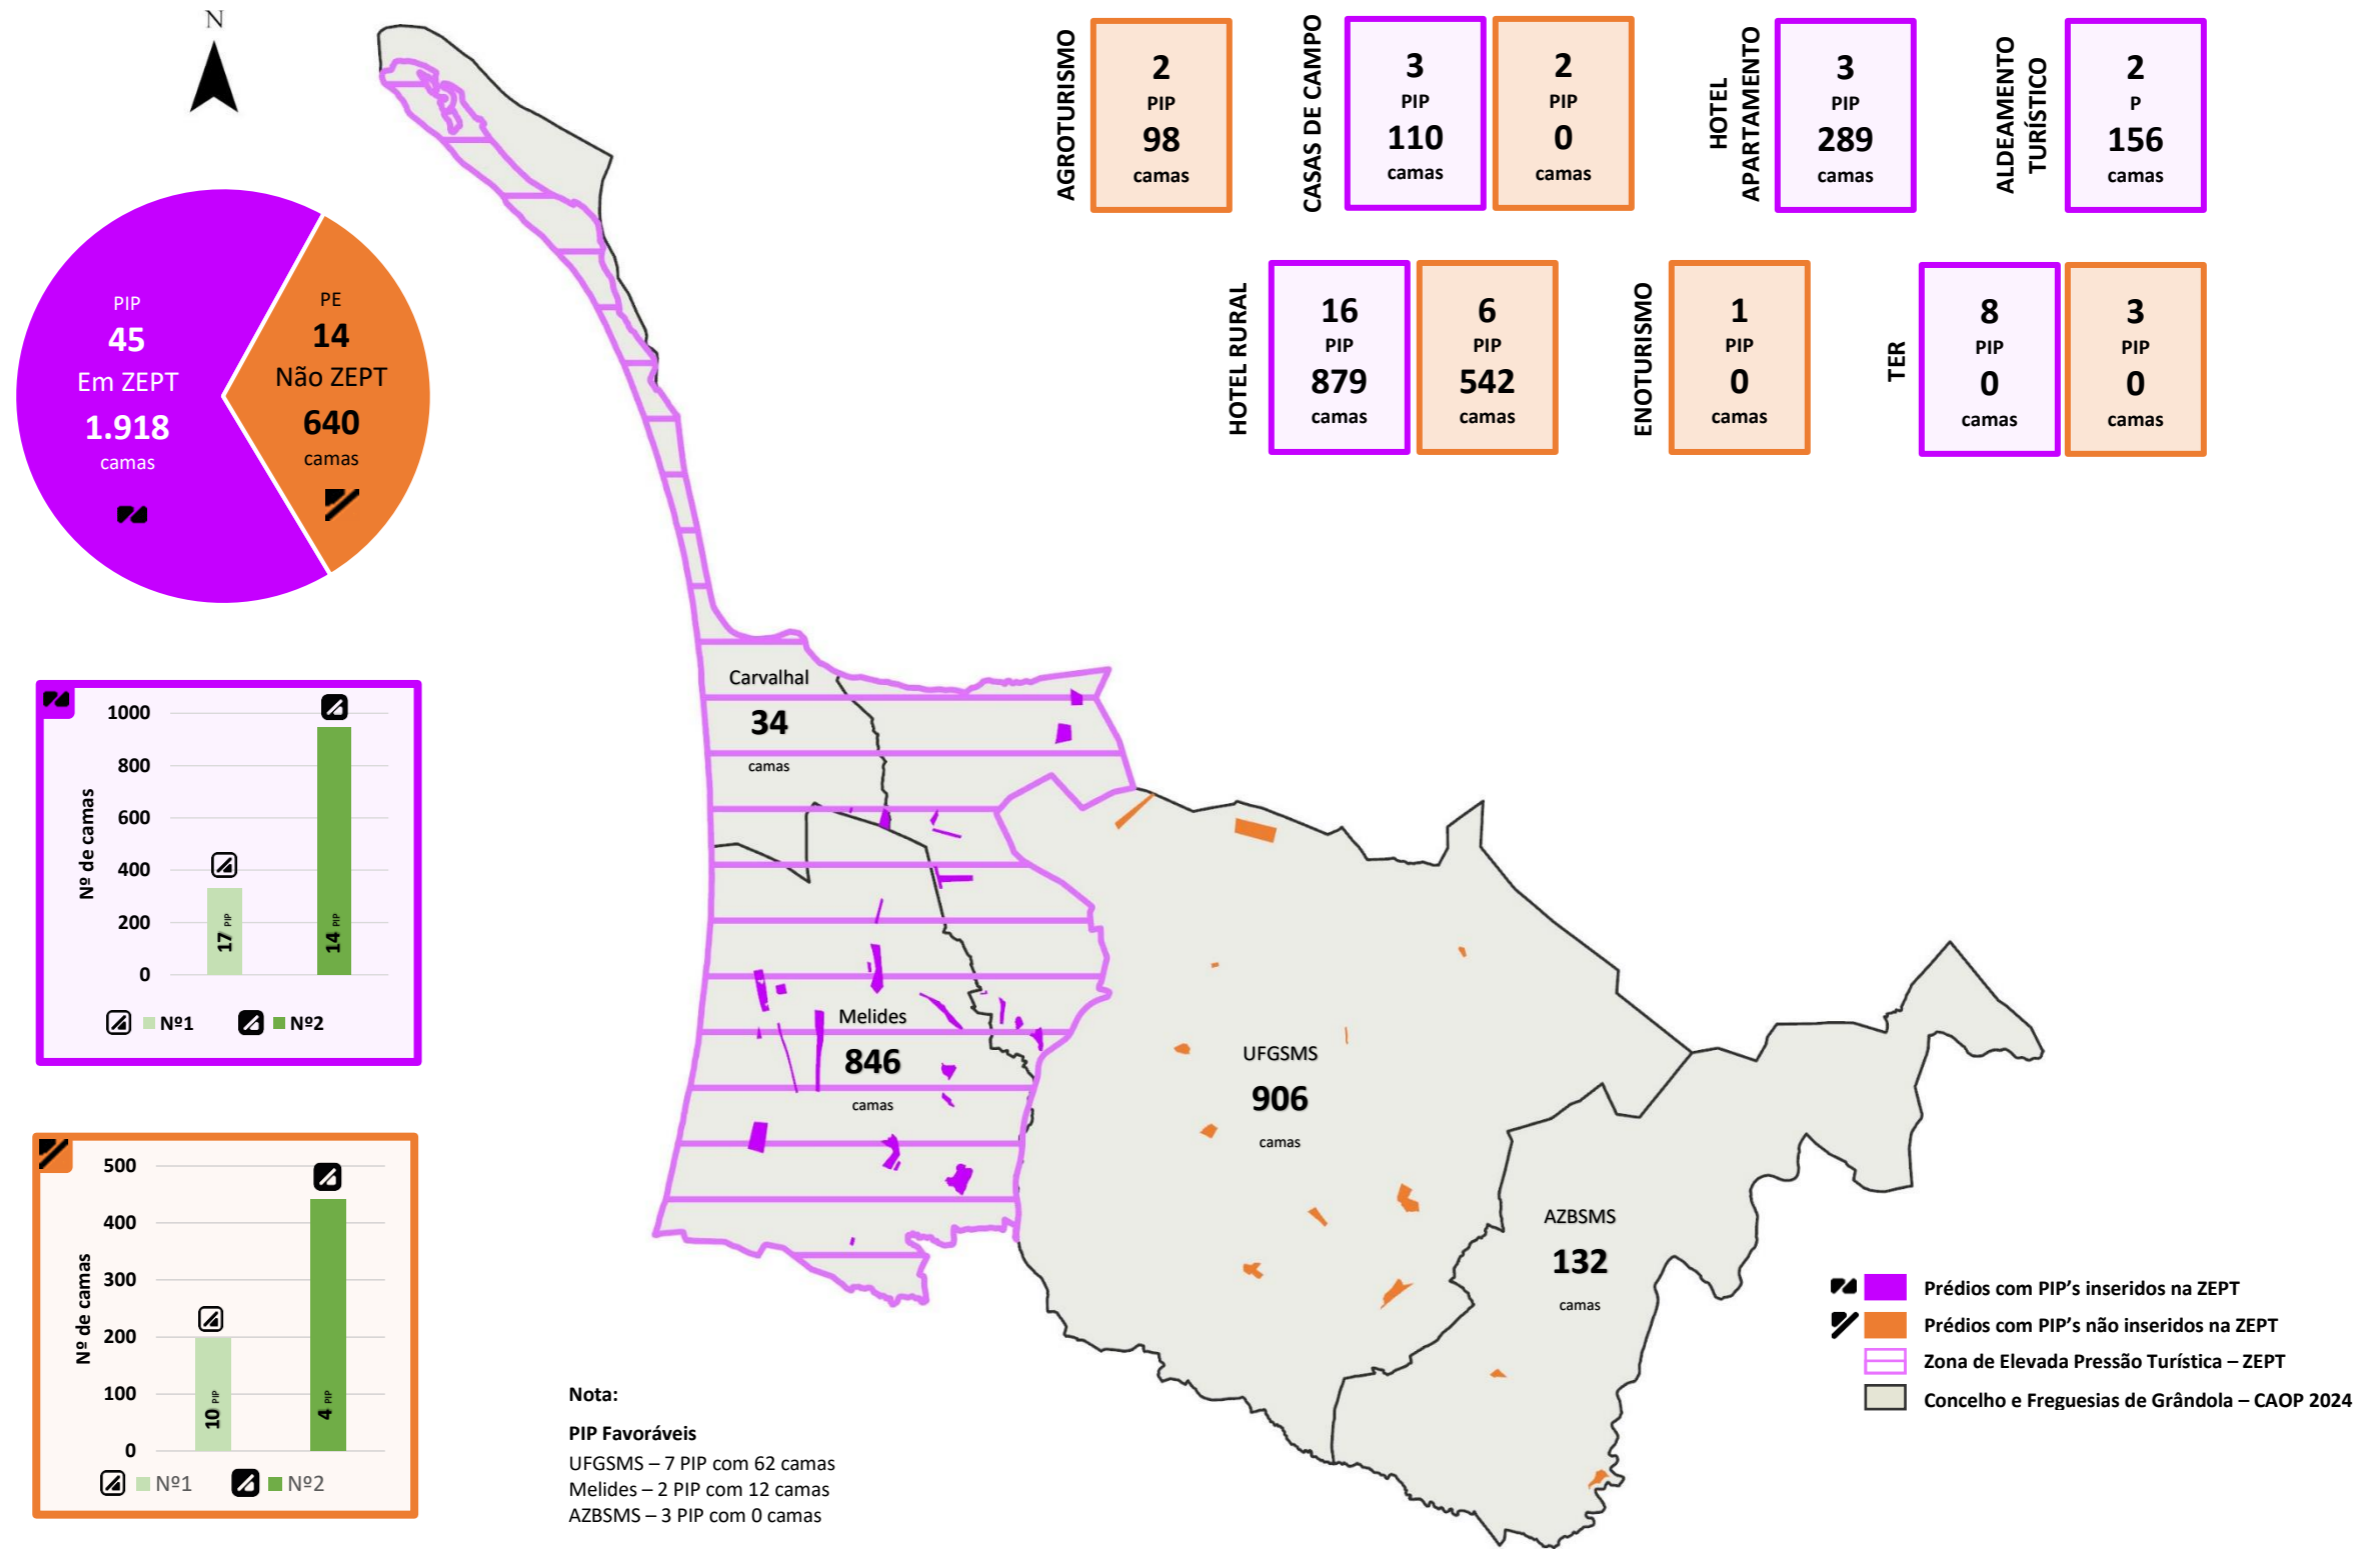 N
PIP
45
Em ZEPT
1.918
camas
PE
14
Não ZEPT
640
camas
AGROTURISMO
2
PIP
98
camas
CASAS DE CAMPO
3
PIP
110
camas
2
PIP
0
camas
HOTEL
APARTAMENTO
3
PIP
289
camas
ALDEAMENTO
TURÍSTICO
2
P
156
camas
HOTEL RURAL
16
PIP
879
camas
6
PIP
542
camas
ENOTURISMO
1
PIP
0
camas
TER
8
PIP
0
camas
3
PIP
0
camas
Nº de camas
1000
800
600
400
200
0
17 PIP
14 PIP
Nº1
Nº2
Nº de camas
500
400
300
200
100
0
10 PIP
4 PIP
Nº1
Nº2
Carvalhal
34
camas
Melides
846
camas
UFGSMS
906
camas
AZBSMS
132
camas
Nota:
PIP Favoráveis
UFGSMS – 7 PIP com 62 camas
Melides – 2 PIP com 12 camas
AZBSMS – 3 PIP com 0 camas
Prédios com PIP's inseridos na ZEPT
Prédios com PIP's não inseridos na ZEPT
Zona de Elevada Pressão Turística – ZEPT
Concelho e Freguesias de Grândola – CAOP 2024